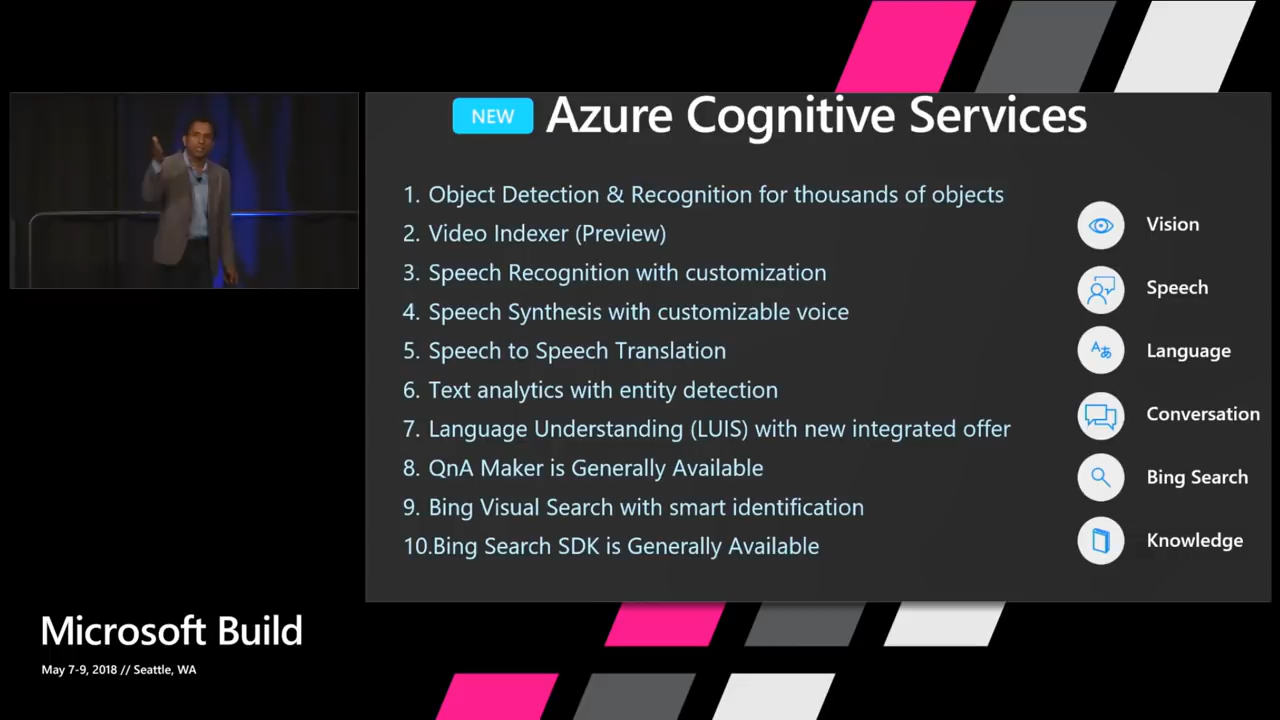 NEW
Azure Cognitive Services
1. Object Detection & Recognition for thousands of objects
2. Video Indexer (Preview)
3. Speech Recognition with customization
4. Speech Synthesis with customizable voice
5. Speech to Speech Translation
6. Text analytics with entity detection
7. Language Understanding (LUIS) with new integrated offer
8. QnA Maker is Generally Available
9. Bing Visual Search with smart identification
10.Bing Search SDK is Generally Available
Vision
Speech
Language
Conversation
Bing Search
Knowledge
Microsoft Build
May 7-9, 2018 // Seattle, WA